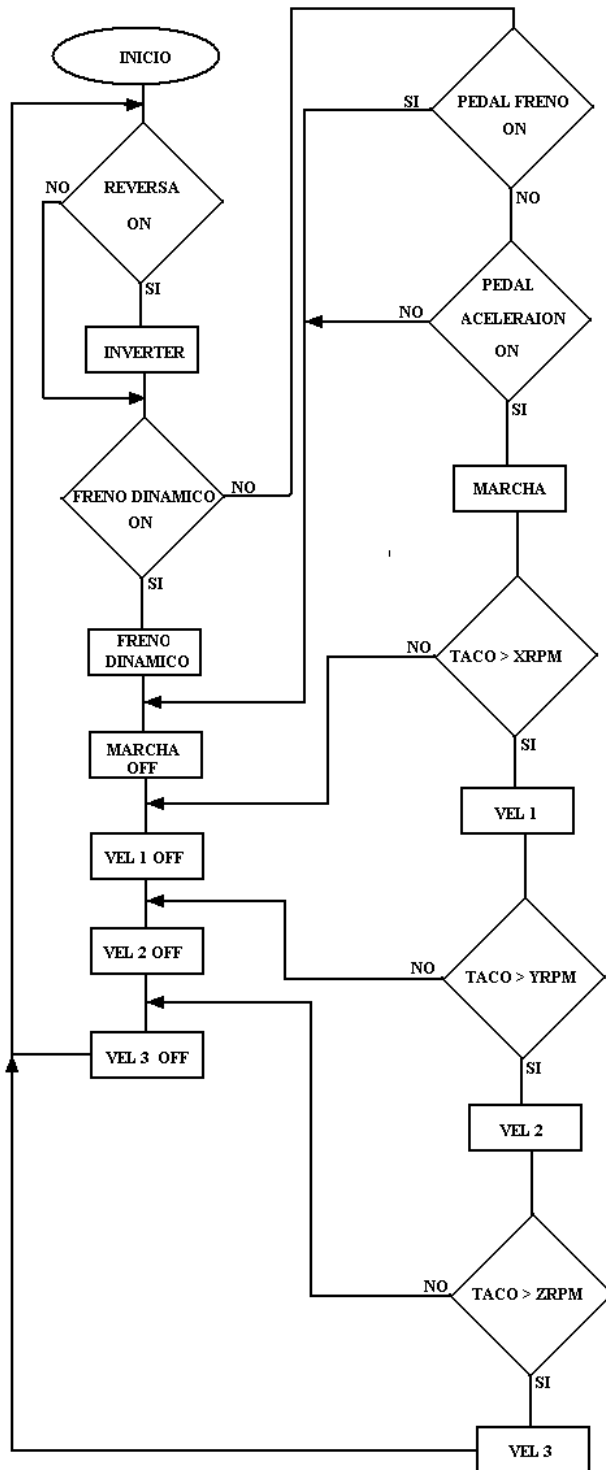 INICIO
NO
REVERSA
ON
SI
INVERTER
FRENO DINAMICO
ON
NO
SI
FRENO
DINAMICO
MARCHA
OFF
VEL 1 OFF
VEL 2 OFF
VEL 3 OFF
SI
PEDAL FRENO
ON
NO
PEDAL
ACELERAION
ON
NO
SI
MARCHA
NO
TACO > XRPM
SI
VEL 1
NO
TACO > YRPM
SI
VEL 2
NO
TACO > ZRPM
SI
VEL 3